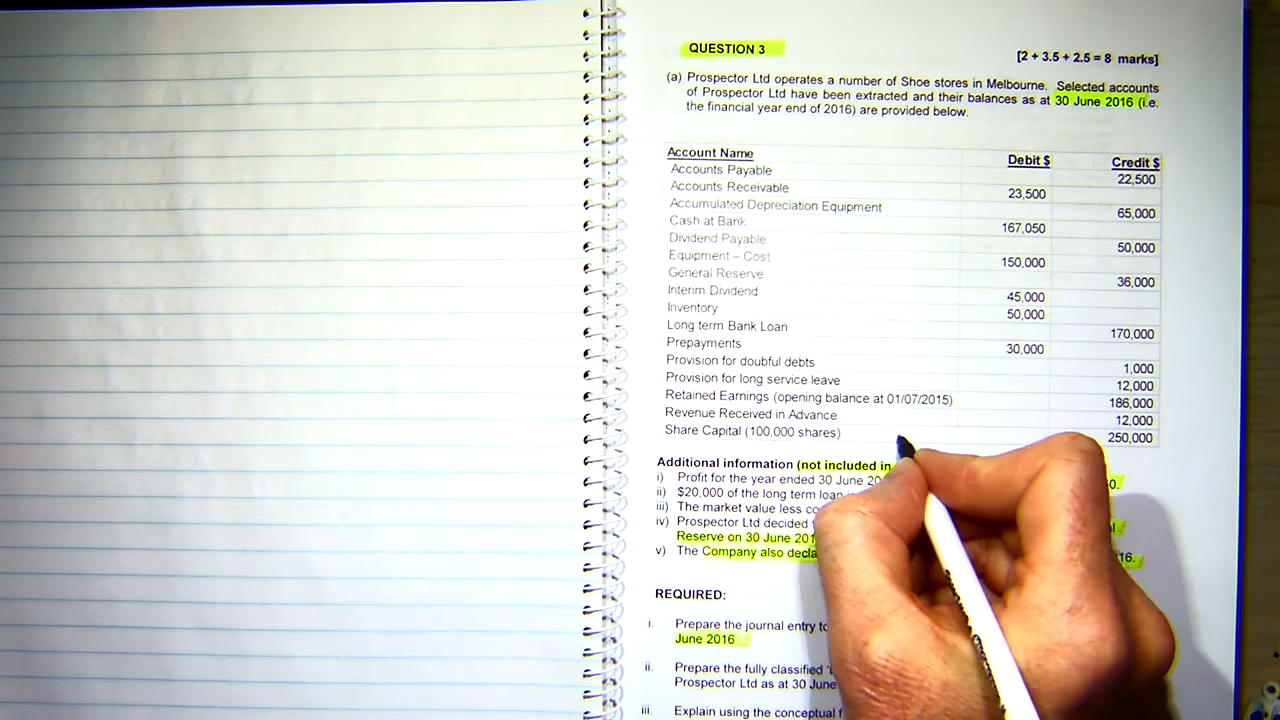 QUESTION 3
[2 + 3.5 + 2.5 = 8 marks]
(a) Prospector Ltd operates a number of Shoe stores in Melbourne. Selected accounts
of Prospector Ltd have been extracted and their balances as at 30 June 2016 (i.e.
the financial year end of 2016) are provided below.
Account Name Debit $ Credit $
Accounts Payable 22,500
Accounts Receivable 23,500
Accumulated Depreciation Equipment 65,000
Cash at Bank 167,050
Dividend Payable 50,000
Equipment – Cost 150,000
General Reserve 36,000
Interim Dividend 45,000
Inventory 50,000
Long term Bank Loan 170,000
Prepayments 30,000
Provision for doubful debts 1,000
Provision for long service leave 12,000
Retained Earnings (opening balance at 01/07/2015) 186,000
Revenue Received in Advance 12,000
Share Capital (100,000 shares) 250,000
Additional information (not included in
i) Profit for the year ended 30 June 20
ii) $20,000 of the long term loan
iii) The market value less
iv) Prospector Ltd decided
Reserve on 30 June 201
v) The Company also decla 16.
REQUIRED:
i. Prepare the journal entry
June 2016
ii. Prepare the fully classified
Prospector Ltd as at 30 June
iii. Explain using the conceptual